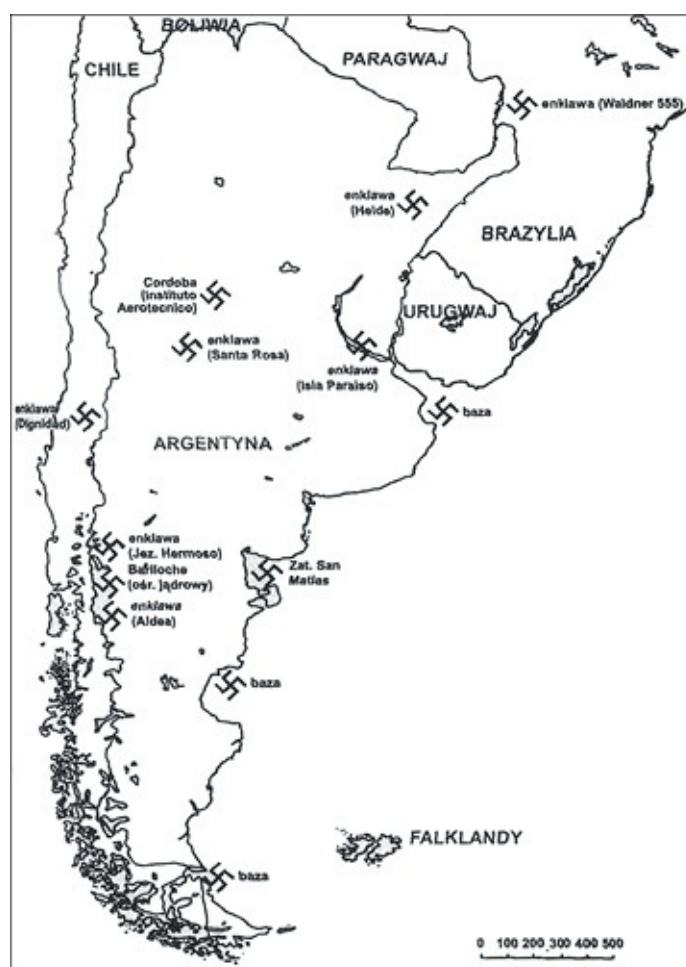 BOLIWIA
PARAGWAJ
CHILE
enklawa (Waldner 555)
enklawa
(Heide)
BRAZYLIA
Cordoba
(Instituto
Aerotecnico)
URUGWAJ
enklawa
(Santa Rosa)
enklawa
(Isla Paraiso)
enklawa
(Dignidad)
baza
ARGENTYNA
enklawa
(Jez. Hermoso)
Bariloche
(ośr. jądrowy)
enklawa
(Aldea)
Zat. San
Matias
baza
FALKLANDY
baza
0 100 200 300 400 500